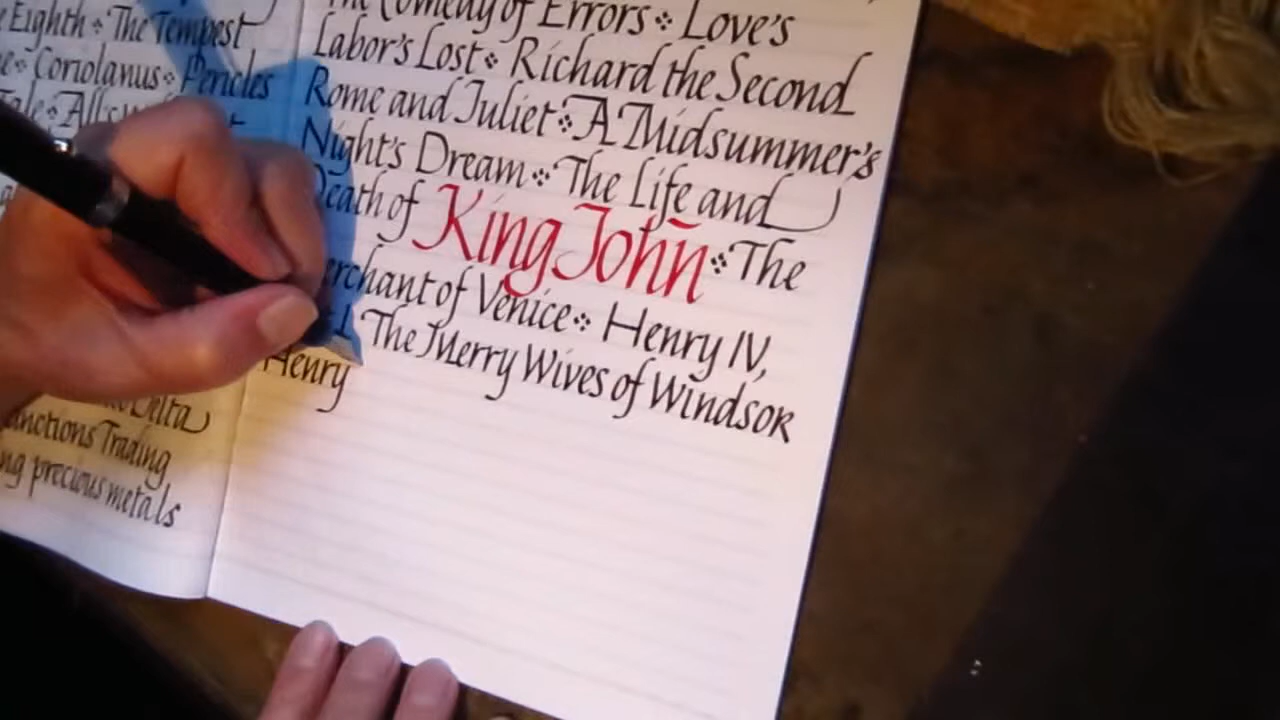 Eighth ⁘ The Tempest
Coriolanus ⁘ Pericles
Delta
Trading
precious metals
The Comedy of Errors ⁘ Love's
Labor's Lost ⁘ Richard the Second
Rome and Juliet ⁘ A Midsummer's
Night's Dream ⁘ The Life and
Death of King John ⁘ The
erchant of Venice ⁘ Henry IV,
The Merry Wives of Windsor
Henry